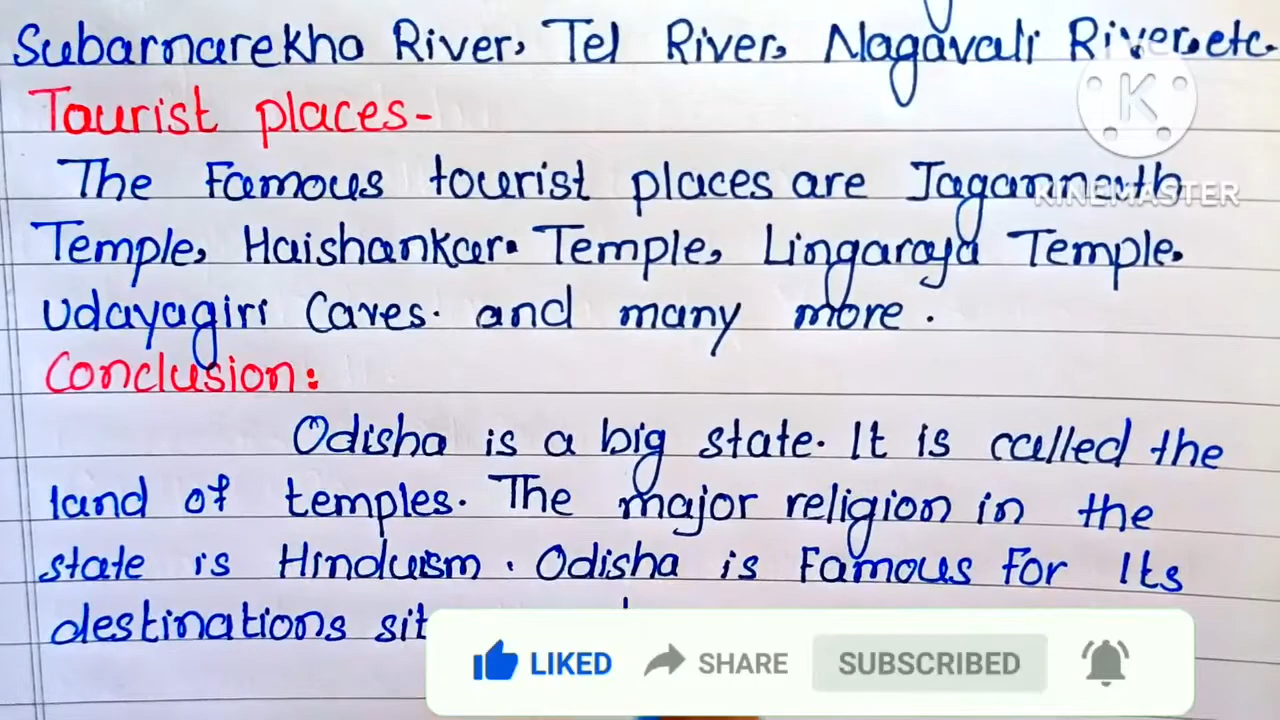 Subarnarekho River, Tel River, Nagavali River, etc.
Tourist places-
The Famous tourist places are Jagannath
KINEMASTER
Temple, Haishankar Temple, Lingaraja Temple.
Udayagiri Caves. and many more.
Conclusion:
Odisha is a big state. It is called the
land of temples. The major religion in the
state is Hinduism. Odisha is Famous for Its
destinations
LIKED SHARE SUBSCRIBED